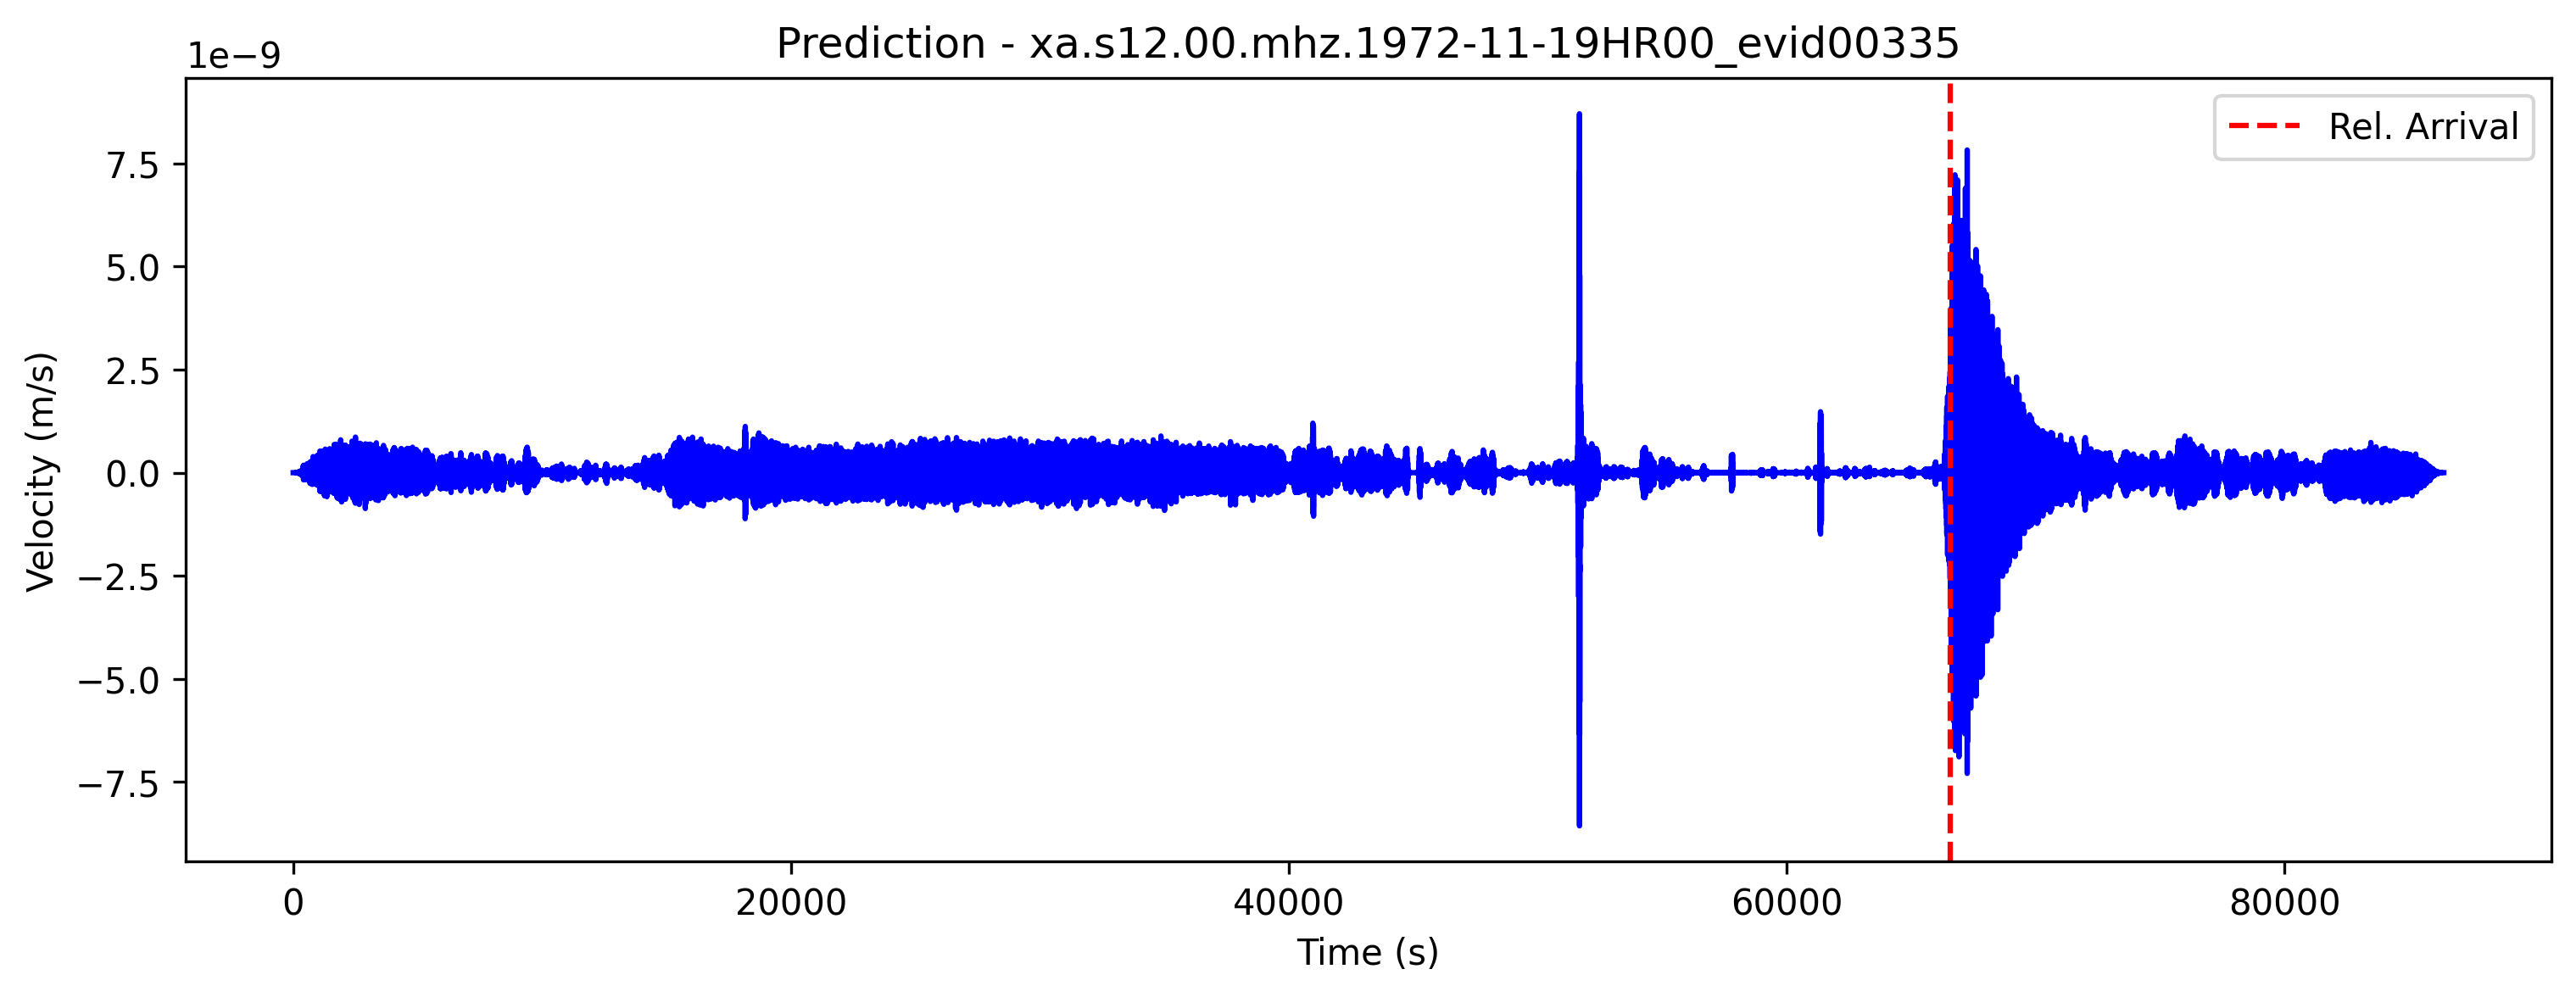 Prediction - xa.s12.00.mhz.1972-11-19HR00_evid00335
1e−9
Rel. Arrival
7.5
5.0
2.5
0.0
−2.5
−5.0
−7.5
Velocity (m/s)
0 20000 40000 60000 80000
Time (s)